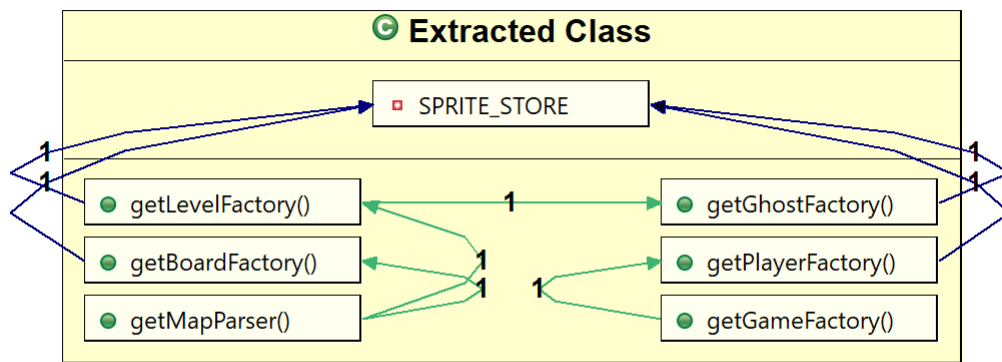 C Extracted Class
SPRITE_STORE
1 1
1 1
getLevelFactory() 1 getGhostFactory()
getBoardFactory() 1 getPlayerFactory()
1 1
getMapParser() getGameFactory()